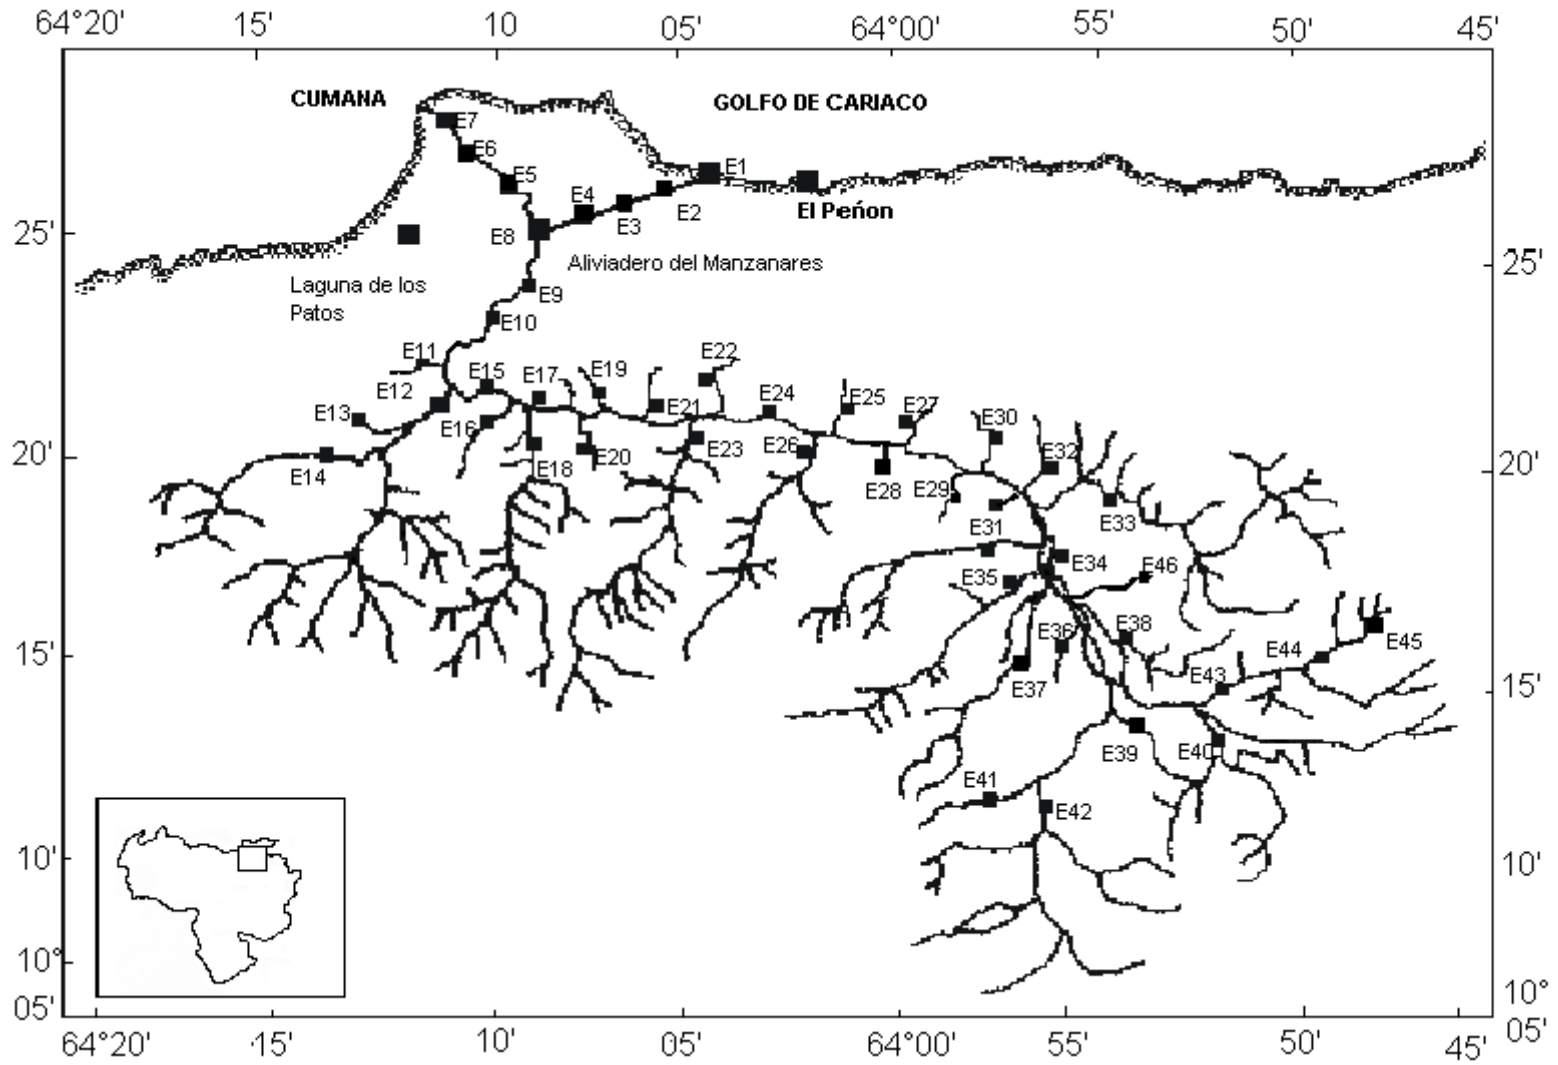 64°20' 15' 10 05' 64°00' 55' 50' 45'
CUMANA
GOLFO DE CARIACO
E7
E6
E5
E1
E4
E2
E3
El Peńon
E8
25'
Aliviadero del Manzanares
25'
Laguna de los
Patos
E9
E10
E11
E22
E15
E17
E19
E12
E24
E25
E13
E21
E27
E30
E16
E23
E26
E32
20'
E14
E18
E20
E28
E29
20'
E31
E33
E34
E46
E35
E36
E38
15'
E45
E44
E37
E43
15'
E39
E40
E41
E42
10'
10'
10°
05'
10°
05'
64°20' 15' 10' 05' 64°00' 55' 50' 45'